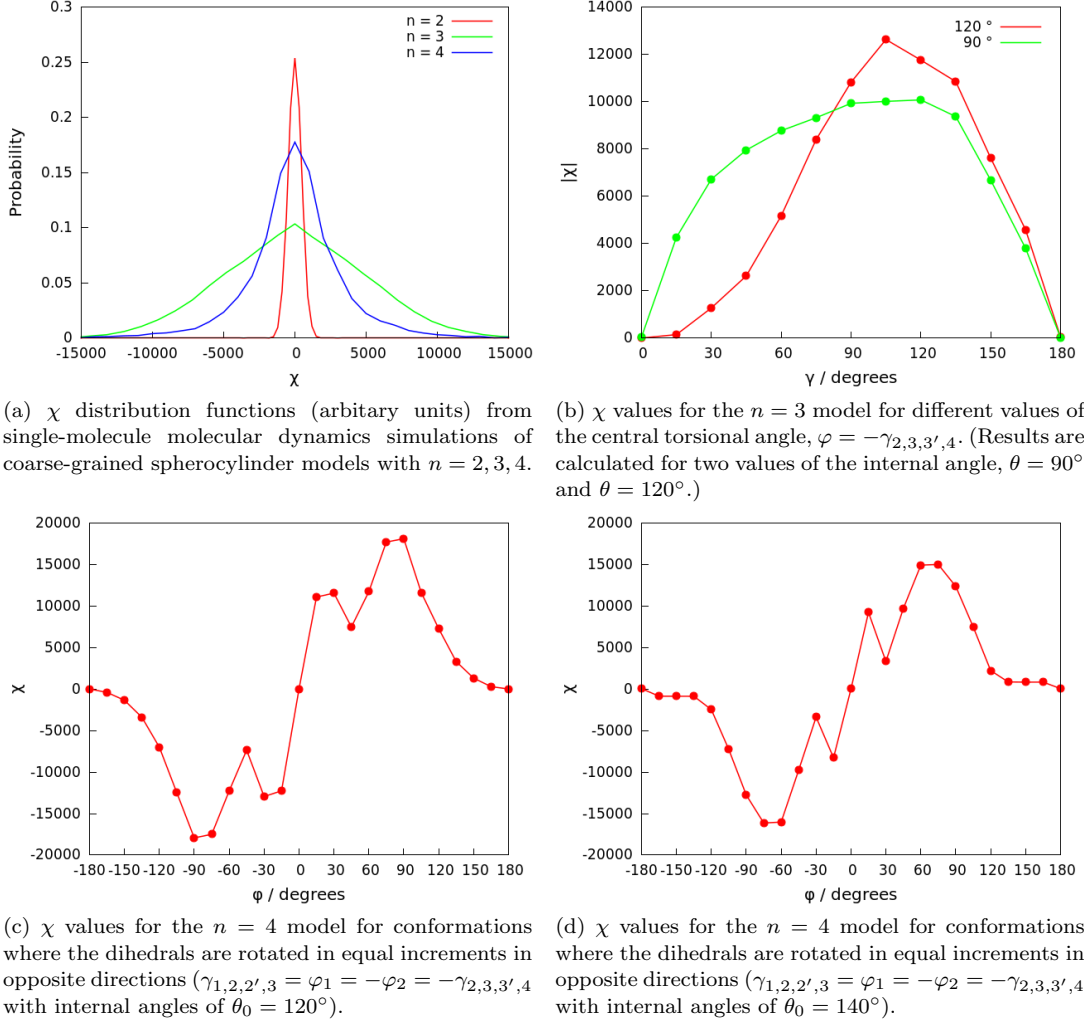 0.3
0.25
0.2
0.15
0.1
0.05
0
Probability
n = 2
n = 3
n = 4
-15000 -10000 -5000 0 5000 10000 15000
χ
(a) χ distribution functions (arbitary units) from
single-molecule molecular dynamics simulations of
coarse-grained spherocylinder models with n = 2, 3, 4.
14000
12000
10000
8000
6000
4000
2000
0
|χ|
120 °
90 °
0 30 60 90 120 150 180
γ / degrees
(b) χ values for the n = 3 model for different values of
the central torsional angle, φ = −γ2,3,3′,4. (Results are
calculated for two values of the internal angle, θ = 90°
and θ = 120°.)
20000
15000
10000
5000
0
-5000
-10000
-15000
-20000
χ
-180 -150 -120 -90 -60 -30 0 30 60 90 120 150 180
φ / degrees
(c) χ values for the n = 4 model for conformations
where the dihedrals are rotated in equal increments in
opposite directions (γ1,2,2′,3 = φ1 = −φ2 = −γ2,3,3′,4
with internal angles of θ0 = 120°).
20000
15000
10000
5000
0
-5000
-10000
-15000
-20000
χ
-180 -150 -120 -90 -60 -30 0 30 60 90 120 150 180
φ / degrees
(d) χ values for the n = 4 model for conformations
where the dihedrals are rotated in equal increments in
opposite directions (γ1,2,2′,3 = φ1 = −φ2 = −γ2,3,3′,4
with internal angles of θ0 = 140°).